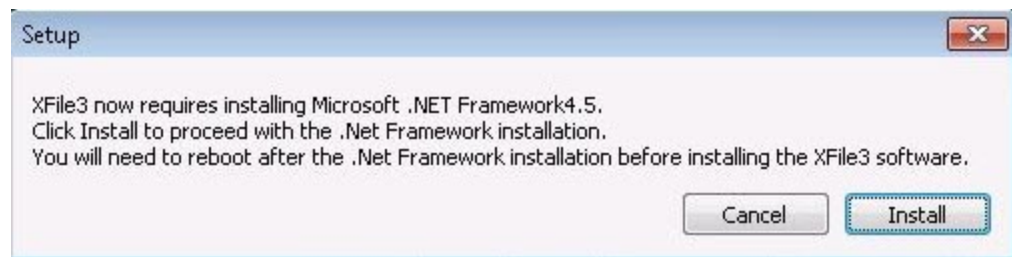 Setup
XFile3 now requires installing Microsoft .NET Framework4.5.
Click Install to proceed with the .Net Framework installation.
You will need to reboot after the .Net Framework installation before installing the XFile3 software.
Cancel Install